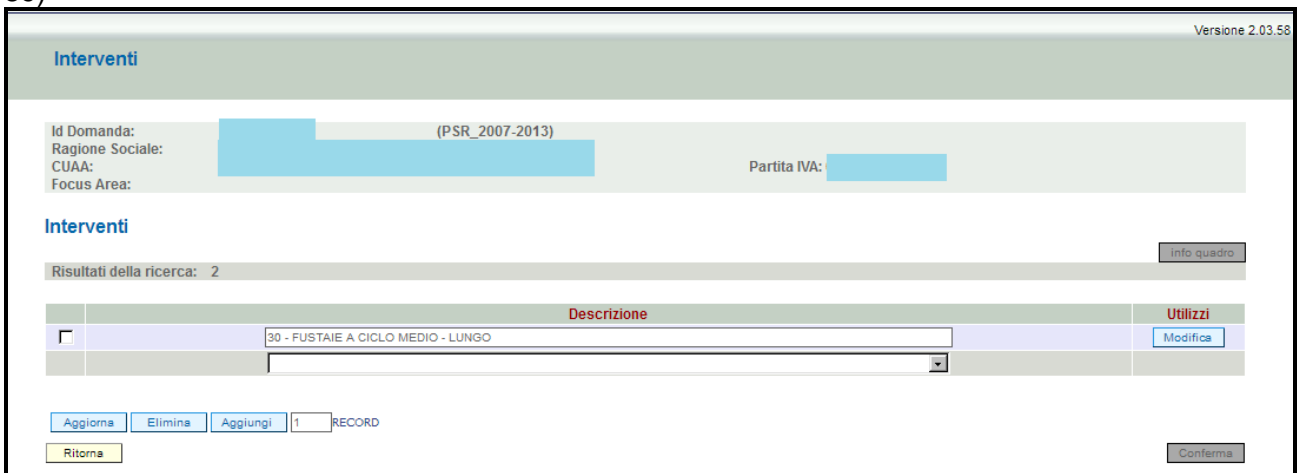 Versione 2.03.58
Interventi
Id Domanda: (PSR_2007-2013)
Ragione Sociale:
CUAA: Partita IVA:
Focus Area:
Interventi
info quadro
Risultati della ricerca: 2
Descrizione Utilizzi
30 - FUSTAIE A CICLO MEDIO - LUNGO Modifica
Aggiorna Elimina Aggiungi 1 RECORD
Ritorna Conferma